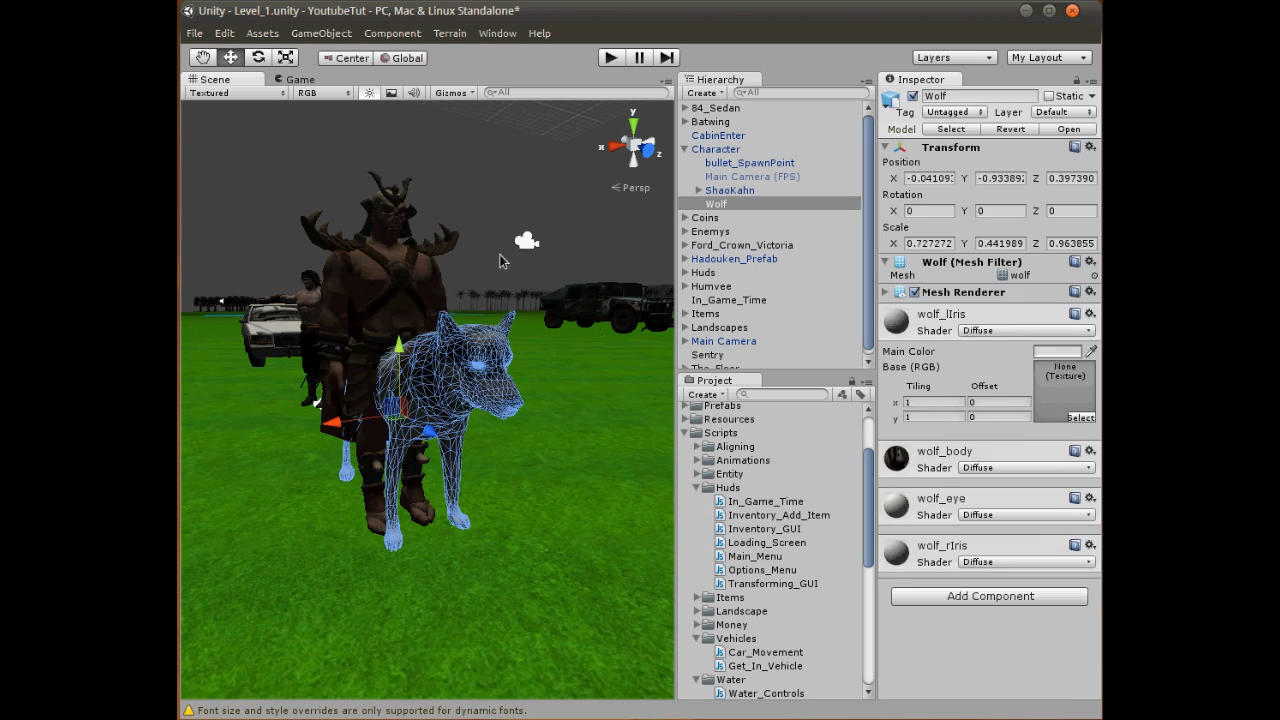 Unity - Level_1.unity - YoutubeTut - PC, Mac & Linux Standalone*
File Edit Assets GameObject Component Terrain Window Help
Center Global Layers My Layout
Scene Game
Textured RGB Gizmos All
y
x
z
Persp
Hierarchy
Create All
84_Sedan
Batwing
CabinEnter
Character
bullet_SpawnPoint
Main Camera (FPS)
ShaoKahn
Wolf
Coins
Enemys
Ford_Crown_Victoria
Hadouken_Prefab
Huds
Humvee
In_Game_Time
Items
Landscapes
Main Camera
Sentry
Project
Create
Prefabs
Resources
Scripts
Aligning
Animations
Entity
Huds
In_Game_Time
Inventory_Add_Item
Inventory_GUI
Loading_Screen
Main_Menu
Options_Menu
Transforming_GUI
Items
Landscape
Money
Vehicles
Car_Movement
Get_In_Vehicle
Water
Water_Controls
Inspector
Wolf Static
Tag Untagged Layer Default
Model Select Revert Open
Transform
Position
X -0.04109 Y -0.93389 Z 0.397390
Rotation
X 0 Y 0 Z 0
Scale
X 0.727272 Y 0.441989 Z 0.963855
Wolf (Mesh Filter)
Mesh wolf
Mesh Renderer
wolf_lIris
Shader Diffuse
Main Color
Base (RGB)
None
(Texture)
Tiling Offset
x 1 0
y 1 0
Select
wolf_body
Shader Diffuse
wolf_eye
Shader Diffuse
wolf_rIris
Shader Diffuse
Add Component
Font size and style overrides are only supported for dynamic fonts.